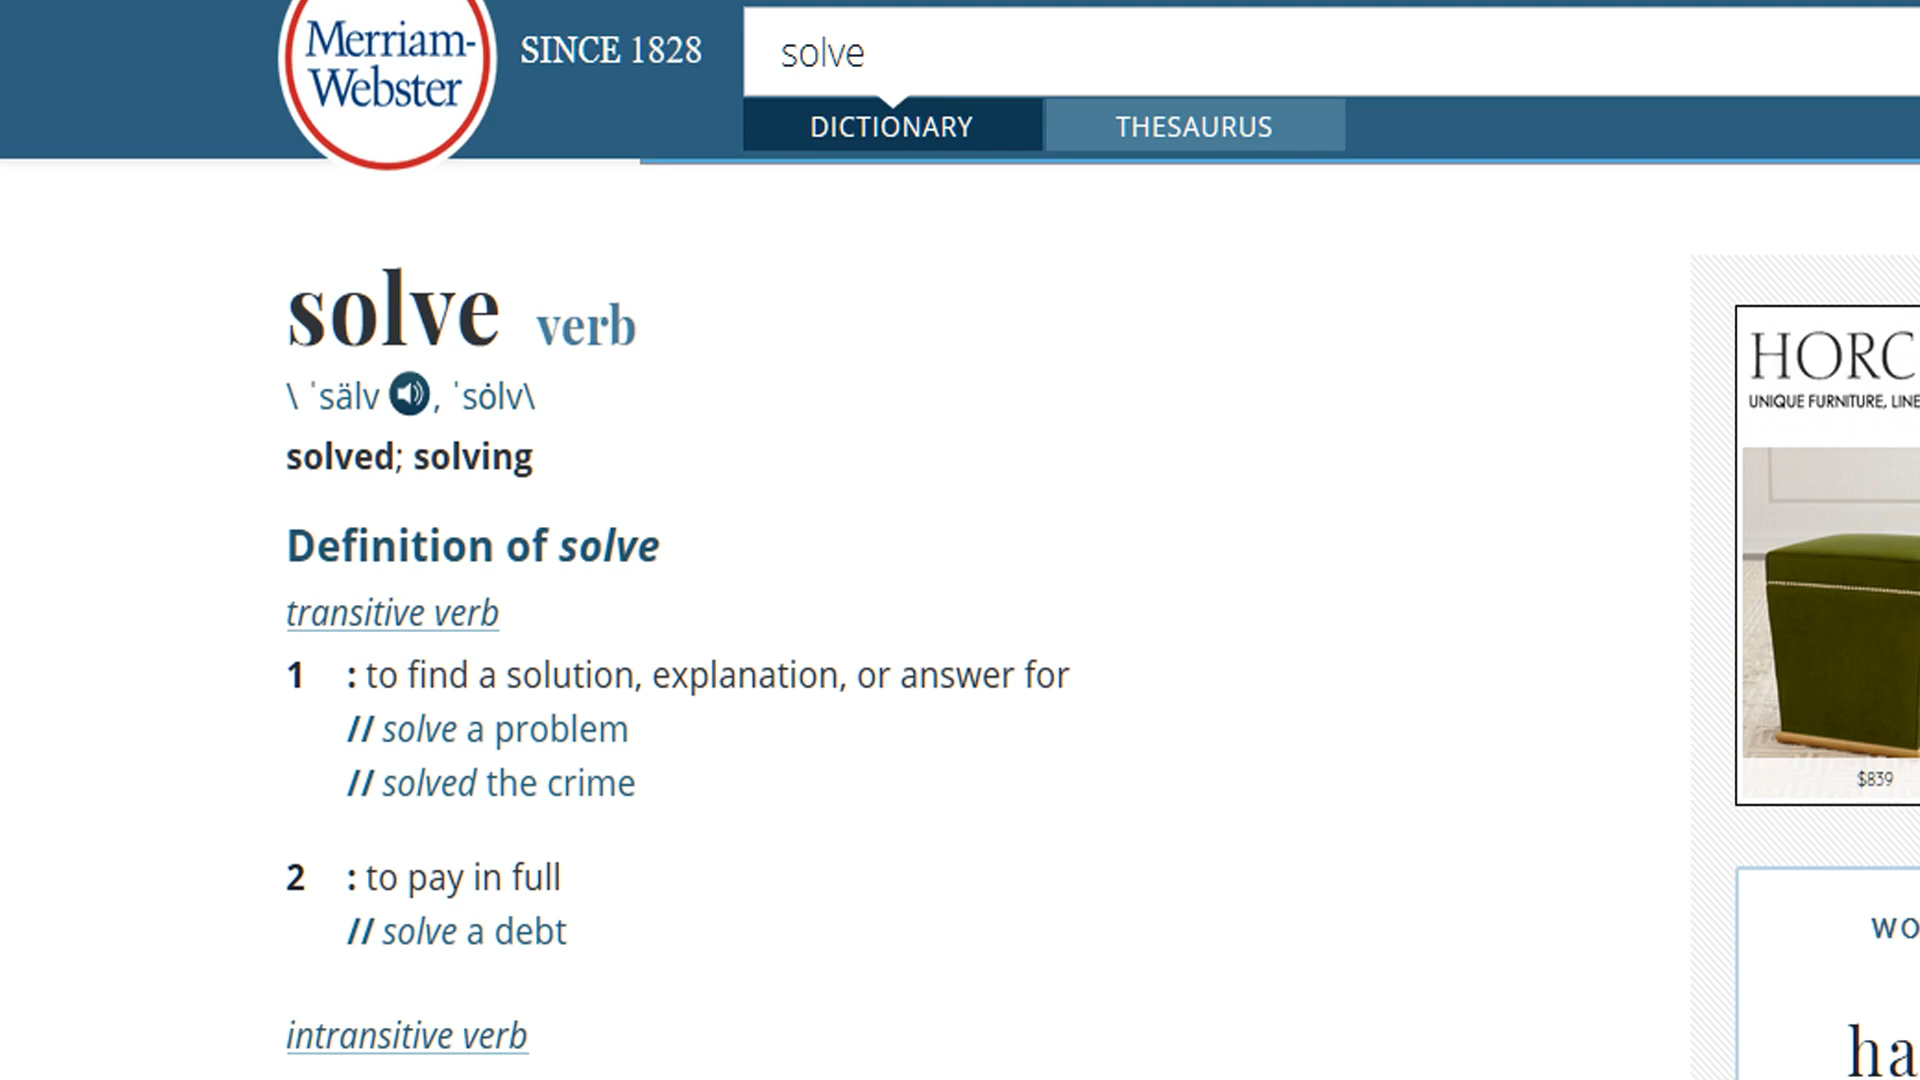 Merriam-
Webster
SINCE 1828
solve
DICTIONARY
THESAURUS
solve verb
\ ˈsälv , ˈsȯlv\
solved; solving
Definition of solve
transitive verb
1 : to find a solution, explanation, or answer for
// solve a problem
// solved the crime
2 : to pay in full
// solve a debt
intransitive verb
HORC
UNIQUE FURNITURE, LINE
$839
WO
ha